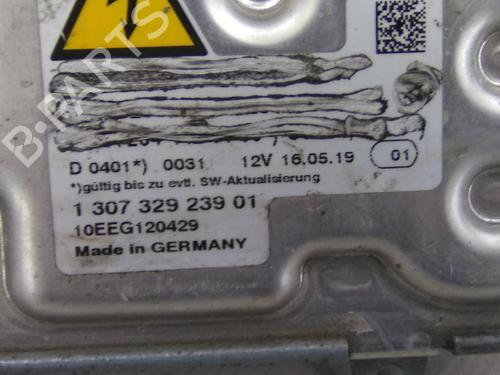 B-PARTS
D 0401*) 0031 12V 16.05.19 01
*)gültig bis zu evtl. SW-Aktualisierung
1 307 329 239 01
10EEG120429
Made in GERMANY